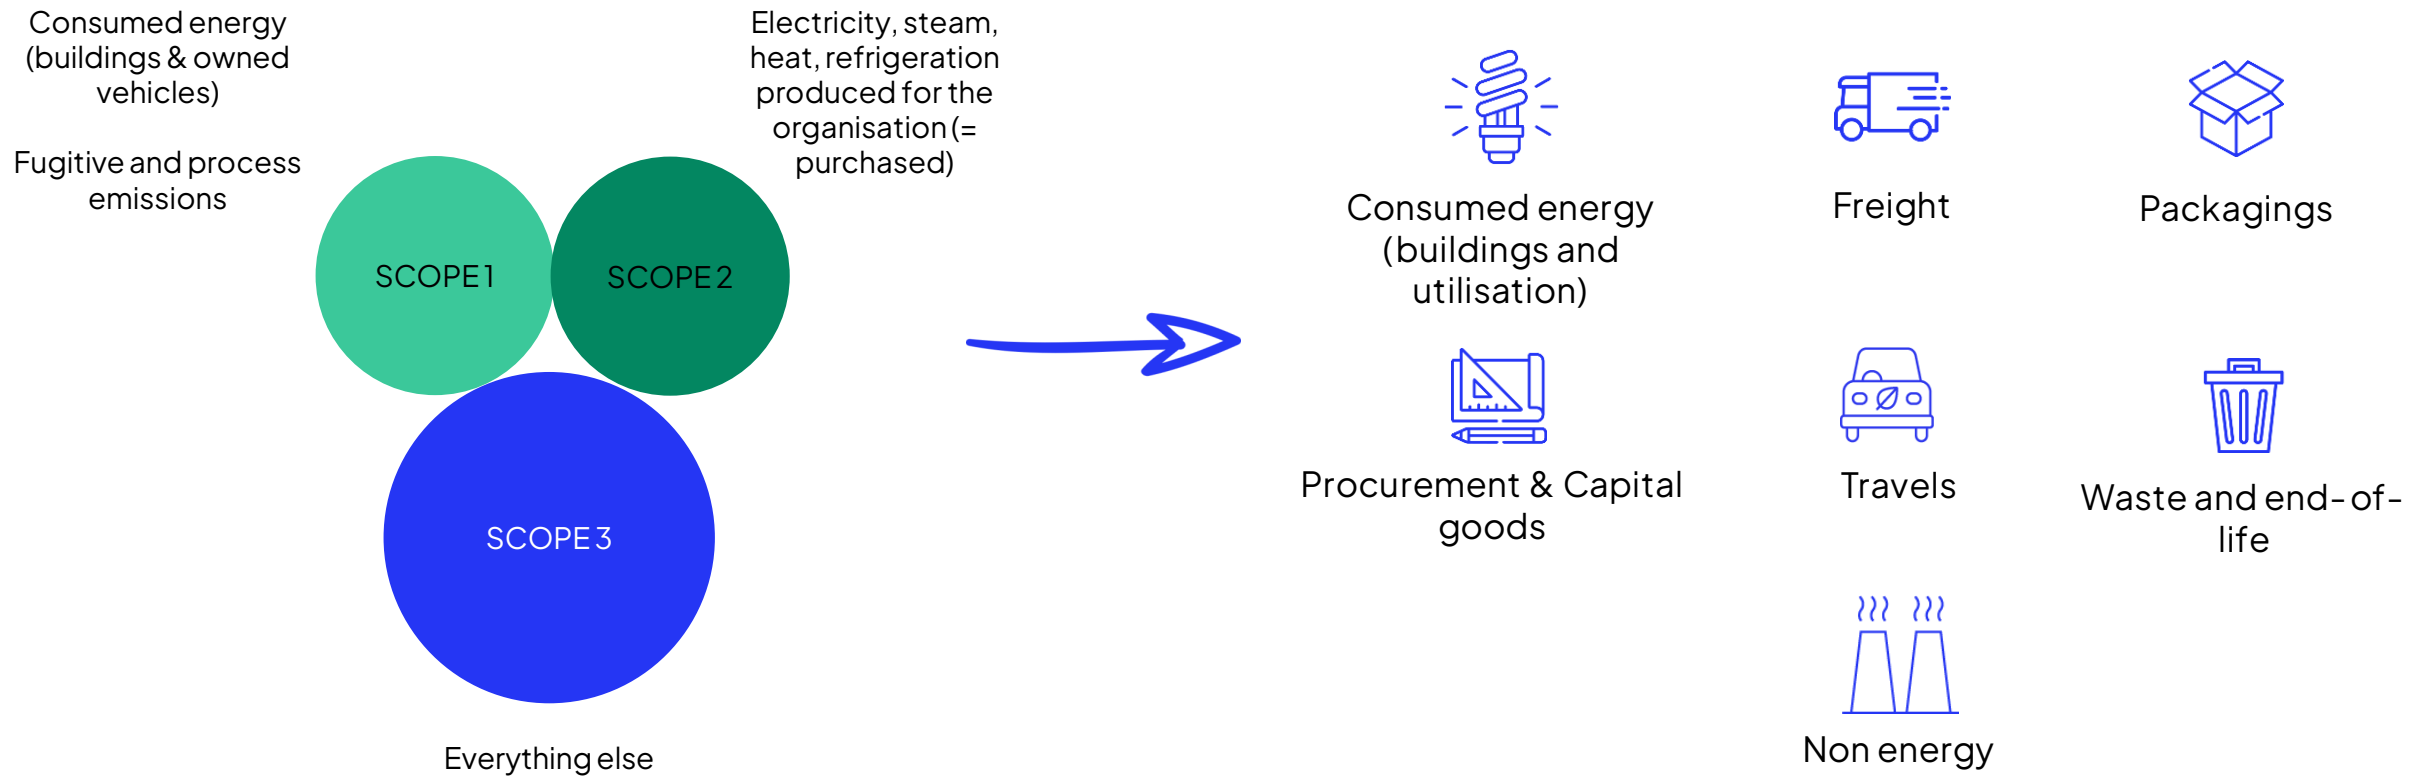 Consumed energy
(buildings & owned
vehicles)
Fugitive and process
emissions
Electricity, steam,
heat, refrigeration
produced for the
organisation (=
purchased)
SCOPE 1
SCOPE 2
SCOPE 3
Everything else
Consumed energy
(buildings and
utilisation)
Freight
Packagings
Procurement & Capital
goods
Travels
Waste and end-of-
life
Non energy